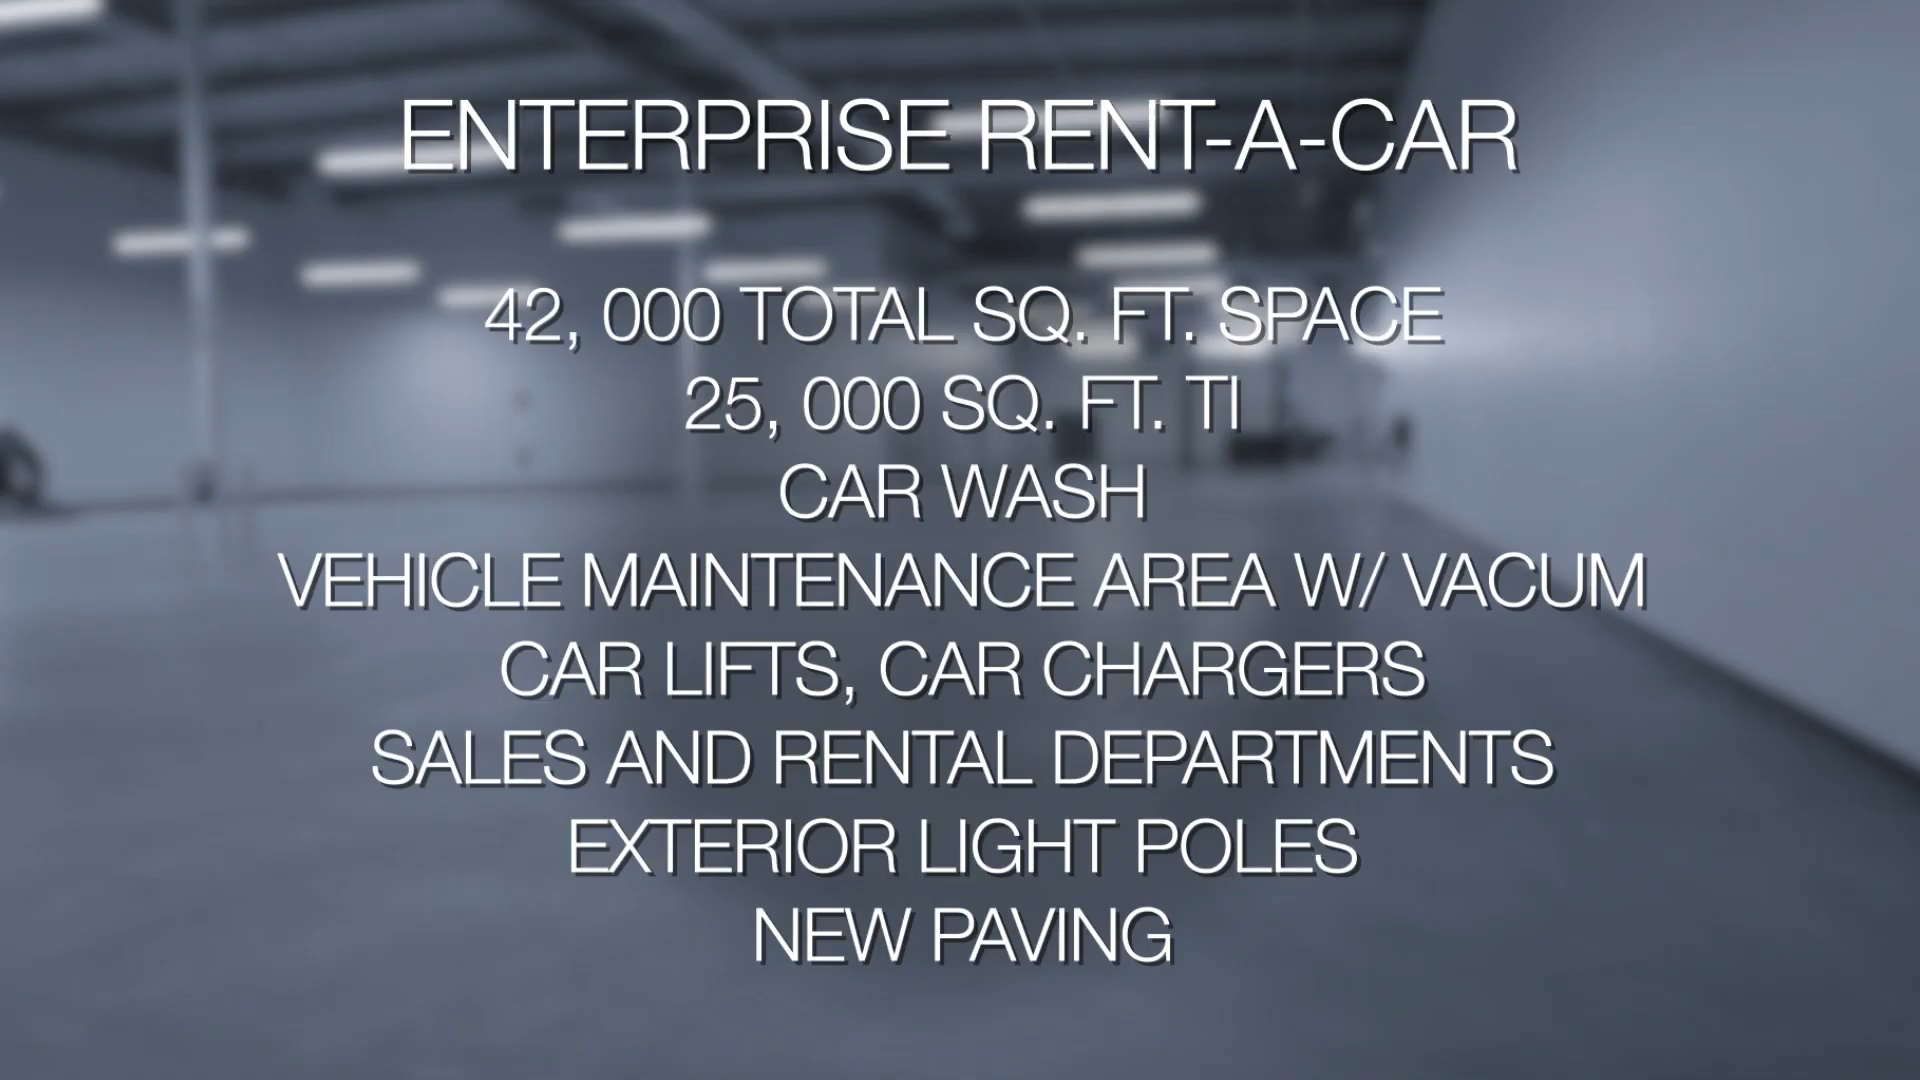 ENTERPRISE RENT-A-CAR
42, 000 TOTAL SQ. FT. SPACE
25, 000 SQ. FT. TI
CAR WASH
VEHICLE MAINTENANCE AREA W/ VACUM
CAR LIFTS, CAR CHARGERS
SALES AND RENTAL DEPARTMENTS
EXTERIOR LIGHT POLES
NEW PAVING